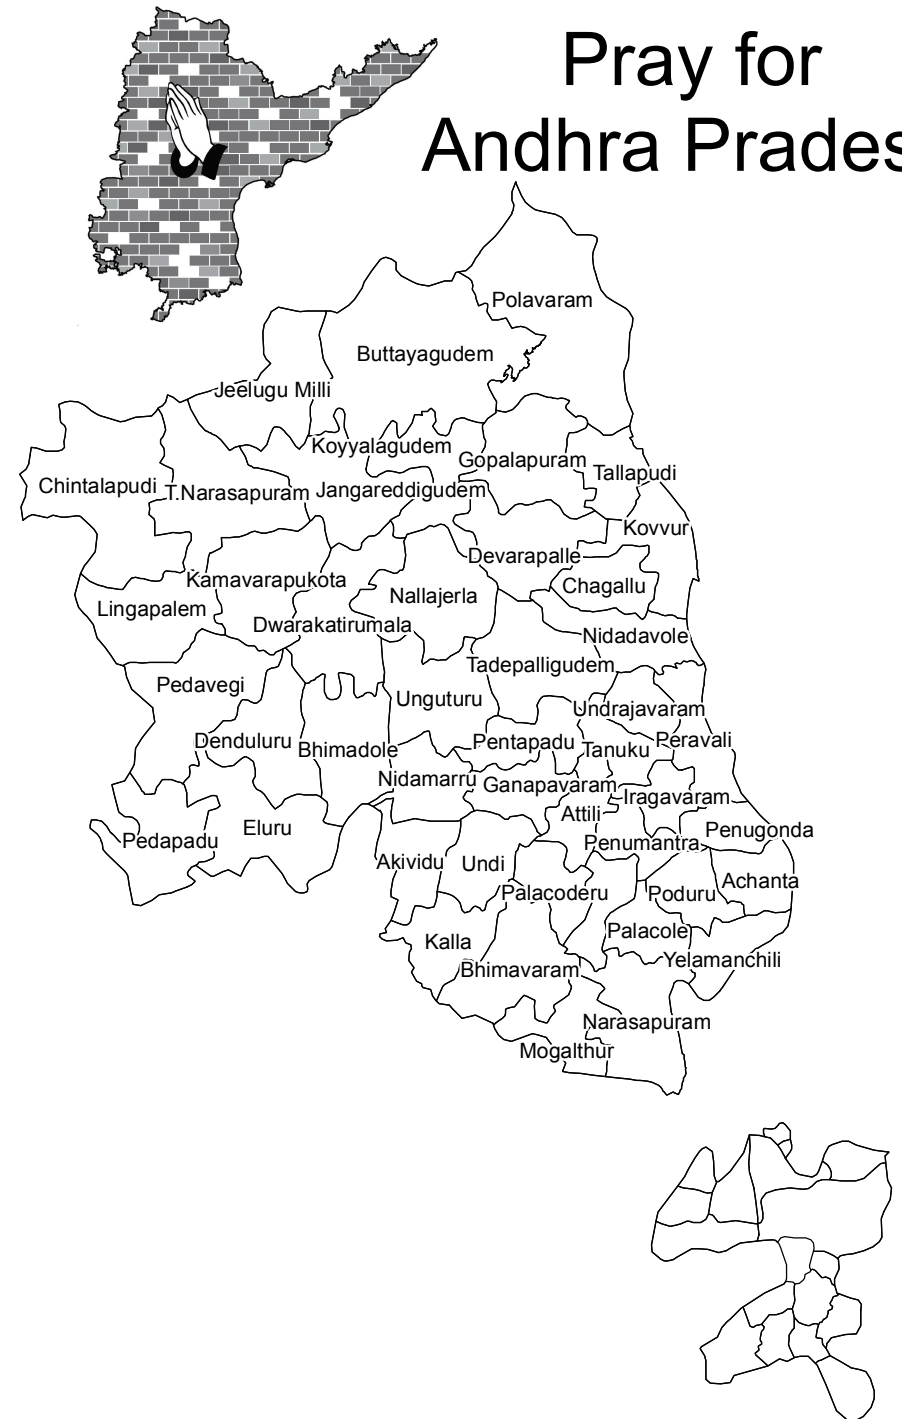 Pray for
Andhra Prades
Polavaram
Buttayagudem
Jeelugu Milli
Koyyalagudem
Gopalapuram
Tallapudi
Chintalapudi
T.Narasapuram
Jangareddigudem
Kovvur
Devarapalle
Kamavarapukota
Chagallu
Nallajerla
Lingapalem
Dwarakatirumala
Nidadavole
Tadepalligudem
Pedavegi
Unguturu
Undrajavaram
Denduluru
Bhimadole
Pentapadu
Tanuku
Peravali
Nidamarru
Ganapavaram
Iragavaram
Attili
Eluru
Pedapadu
Penumantra
Penugonda
Akividu
Undi
Achanta
Palacoderu
Poduru
Palacole
Kalla
Yelamanchili
Bhimavaram
Narasapuram
Mogalthur